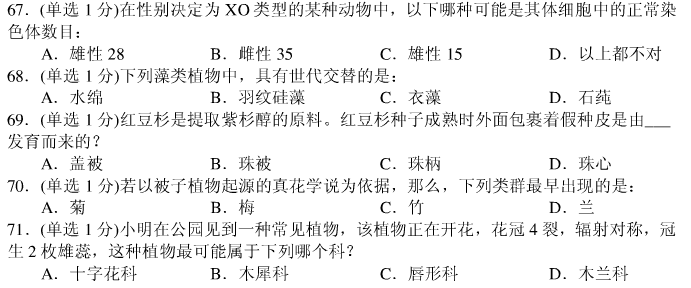 67. (单选 1 分)在性别决定为 XO 类型的某种动物中，以下哪种可能是其体细胞中的正常染
色体数目：
A．雄性 28 B．雌性 35 C．雄性 15 D．以上都不对
68. (单选 1 分)下列藻类植物中，具有世代交替的是：
A．水绵 B．羽纹硅藻 C．衣藻 D．石莼
69. (单选 1 分)红豆杉是提取紫杉醇的原料。红豆杉种子成熟时外面包裹着假种皮是由___
发育而来的？
A．盖被 B．珠被 C．珠柄 D．珠心
70. (单选 1 分)若以被子植物起源的真花学说为依据，那么，下列类群最早出现的是：
A．菊 B．梅 C．竹 D．兰
71. (单选 1 分)小明在公园见到一种常见植物，该植物正在开花，花冠 4 裂，辐射对称，冠
生 2 枚雄蕊，这种植物最可能属于下列哪个科？
A．十字花科 B．木犀科 C．唇形科 D．木兰科